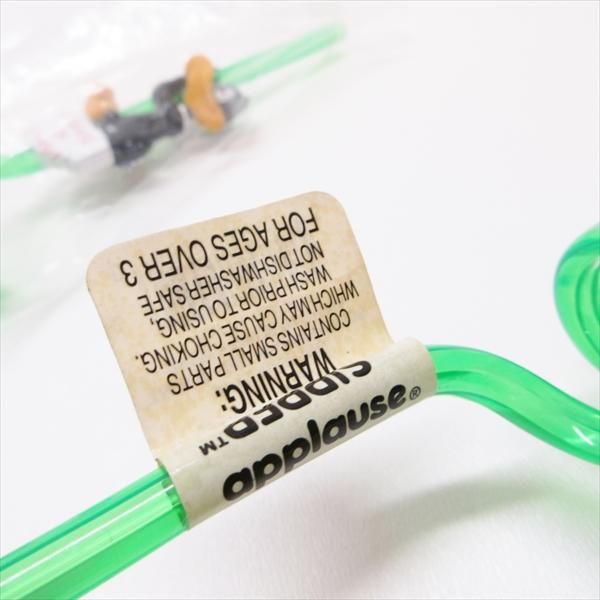 applause®
SIPPER™
WARNING:
CONTAINS SMALL PARTS
WHICH MAY CAUSE CHOKING.
WASH PRIOR TO USING,
NOT DISHWASHER SAFE
FOR AGES OVER 3